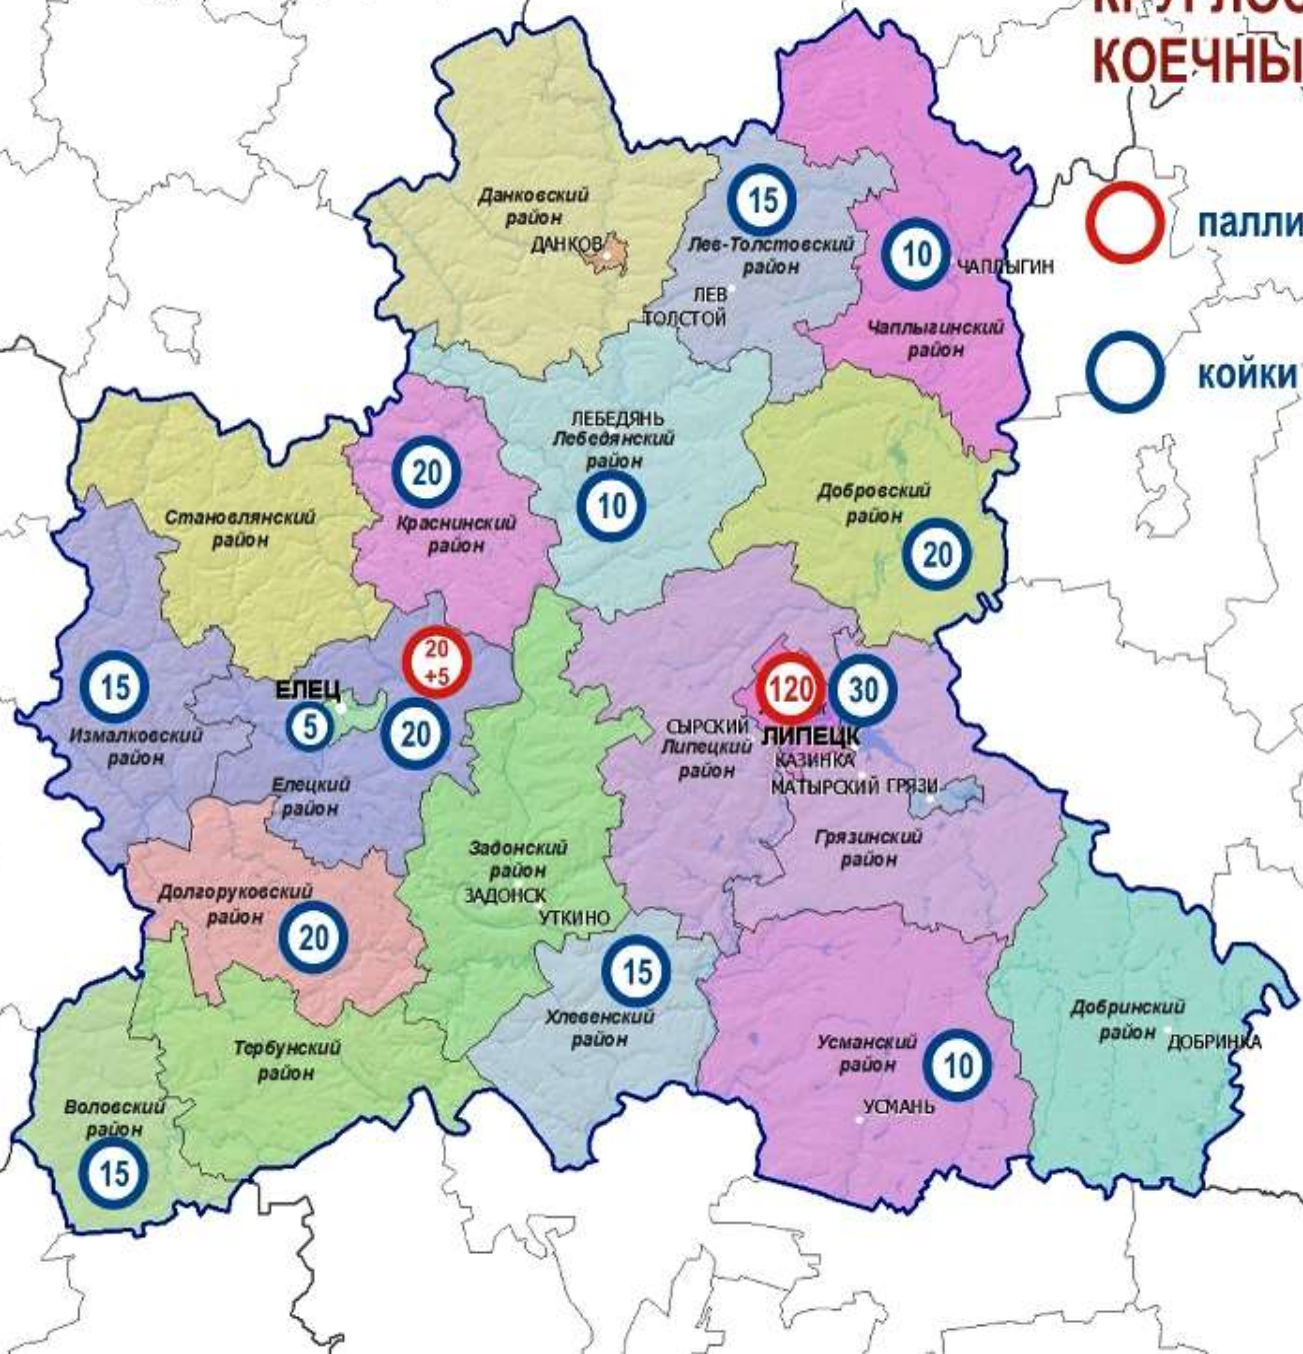 КОЕЧНЫ
паллі
койки
15
10
Данковский
район
ДАНКОВ
Лев-Толстовский
район
ЧАПЛЫГИН
ЛЕВ
ТОЛСТОЙ
Чаплыгинский
район
ЛЕБЕДЯНЬ
Лебедянский
район
20
10
Добровский
район
Становлянский
район
Краснинский
район
20
20
+5
15
ЕЛЕЦ
5
20
120
30
СЫРСКИЙ
Липецкий
район
ЛИПЕЦК
КАЗИНКА
МАТЫРСКИЙ
ГРЯЗИ
Измалковский
район
Елецкий
район
Грязинский
район
Задонский
район
ЗАДОНСК
УТКИНО
Долгоруковский
район
20
15
Хлевенский
район
Добринский
район
ДОБРИНКА
Тербунский
район
Усманский
район
10
УСМАНЬ
Воловский
район
15